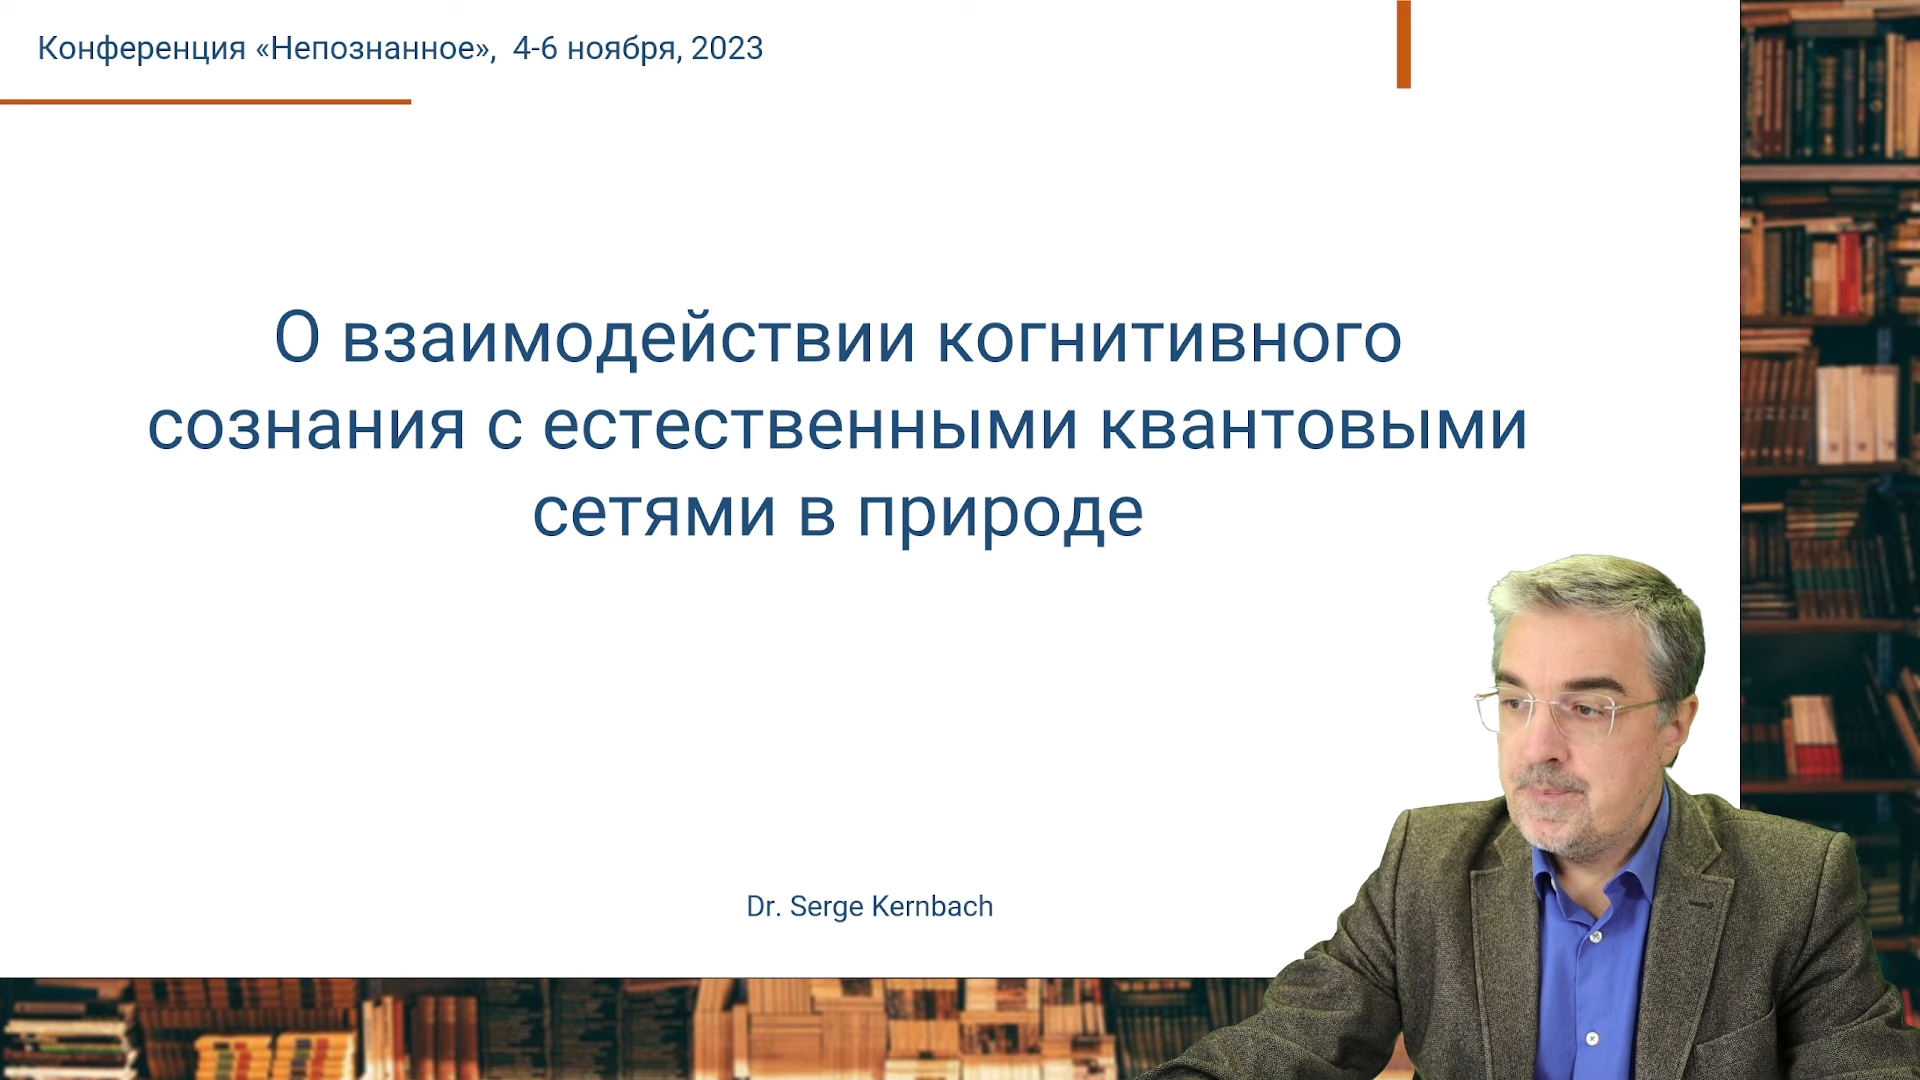 Конференция «Непознанное», 4-6 ноября, 2023
О взаимодействии когнитивного
сознания с естественными квантовыми
сетями в природе
Dr. Serge Kernbach